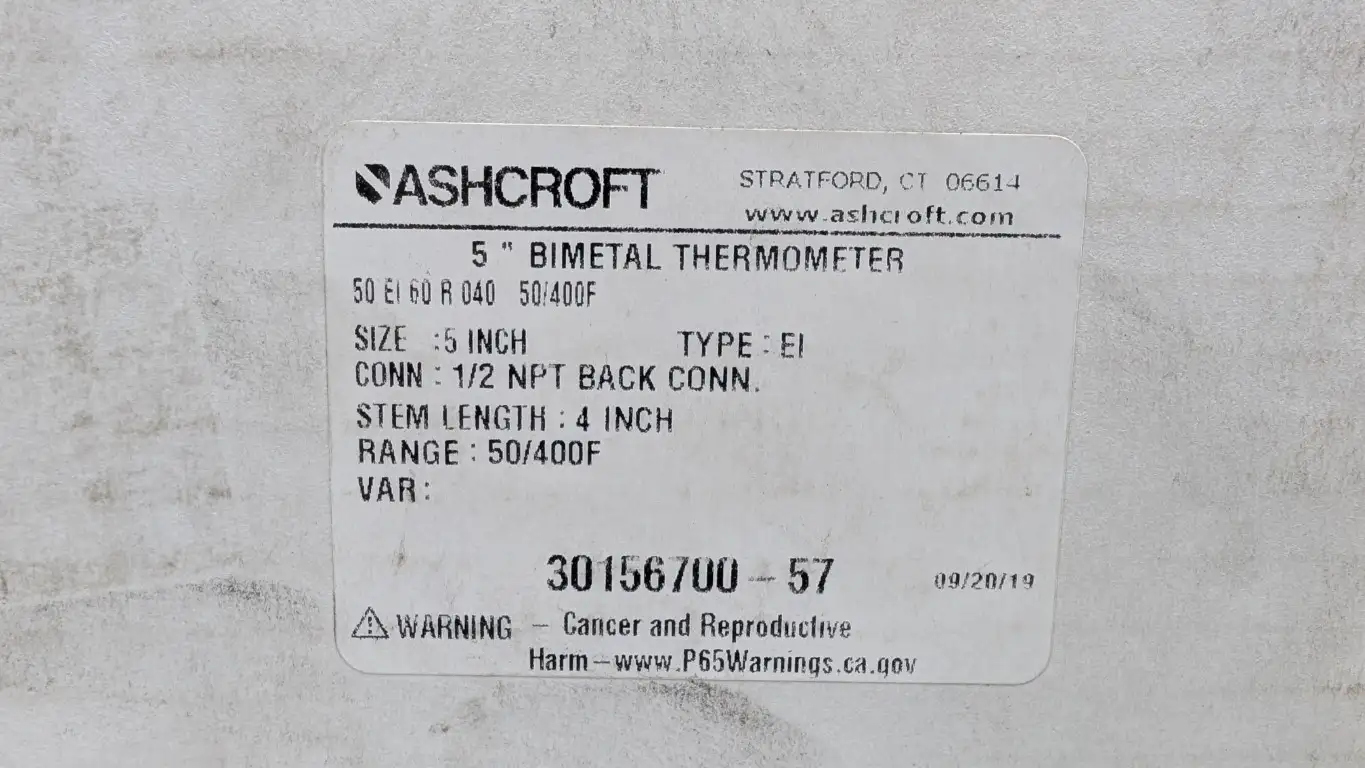 ASHCROFT
STRATFORD, CT 06614
www.ashcroft.com
5 " BIMETAL THERMOMETER
50 EI 60 R 040 50/400F
SIZE :5 INCH TYPE : EI
CONN : 1/2 NPT BACK CONN.
STEM LENGTH : 4 INCH
RANGE : 50/400F
VAR :
30156700 - 57 09/20/19
WARNING - Cancer and Reproductive
Harm - www.P65Warnings.ca.gov